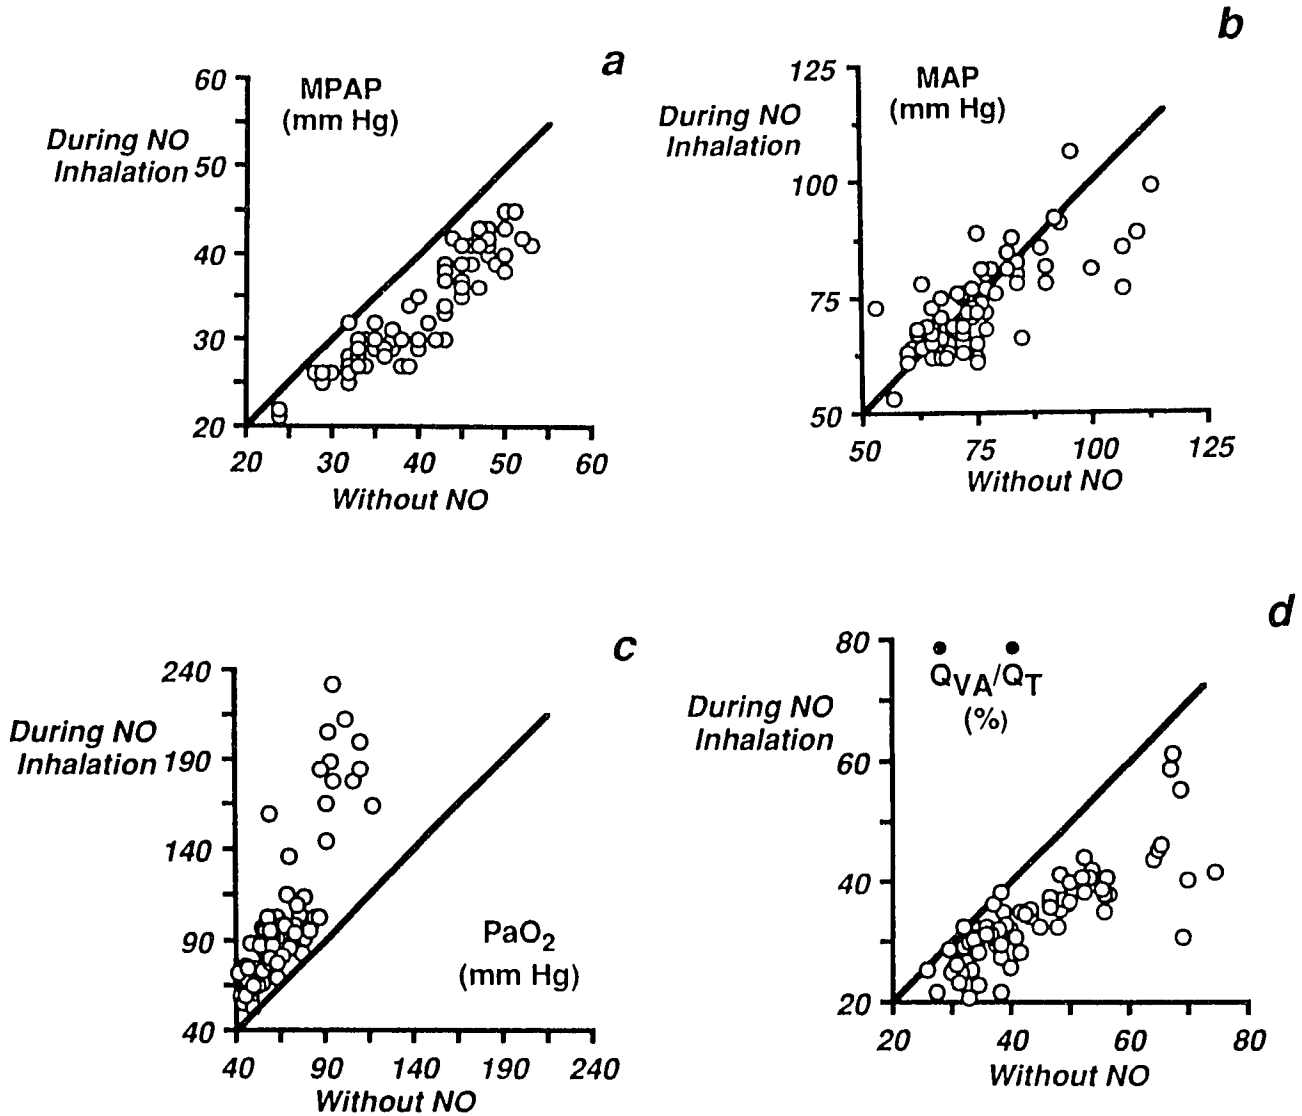 a
60
MPAP
(mm Hg)
During NO
Inhalation
50
40
30
20
20 30 40 50 60
Without NO
b
125
MAP
(mm Hg)
During NO
Inhalation
100
75
50
50 75 100 125
Without NO
c
240
During NO
Inhalation
190
140
90
40
PaO2
(mm Hg)
40 90 140 190 240
Without NO
d
80
QVA/QT
(%)
During NO
Inhalation
60
40
20
20 40 60 80
Without NO